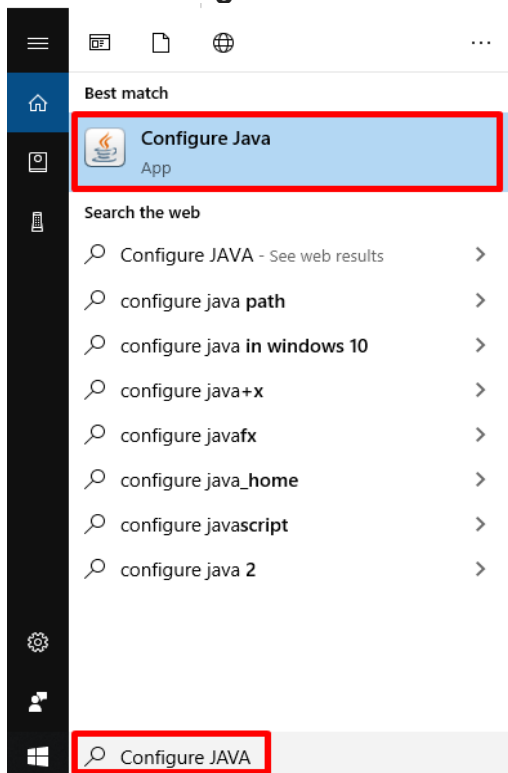 Best match
Configure Java
App
Search the web
Configure JAVA - See web results
configure java path
configure java in windows 10
configure java+x
configure javafx
configure java_home
configure javascript
configure java 2
Configure JAVA